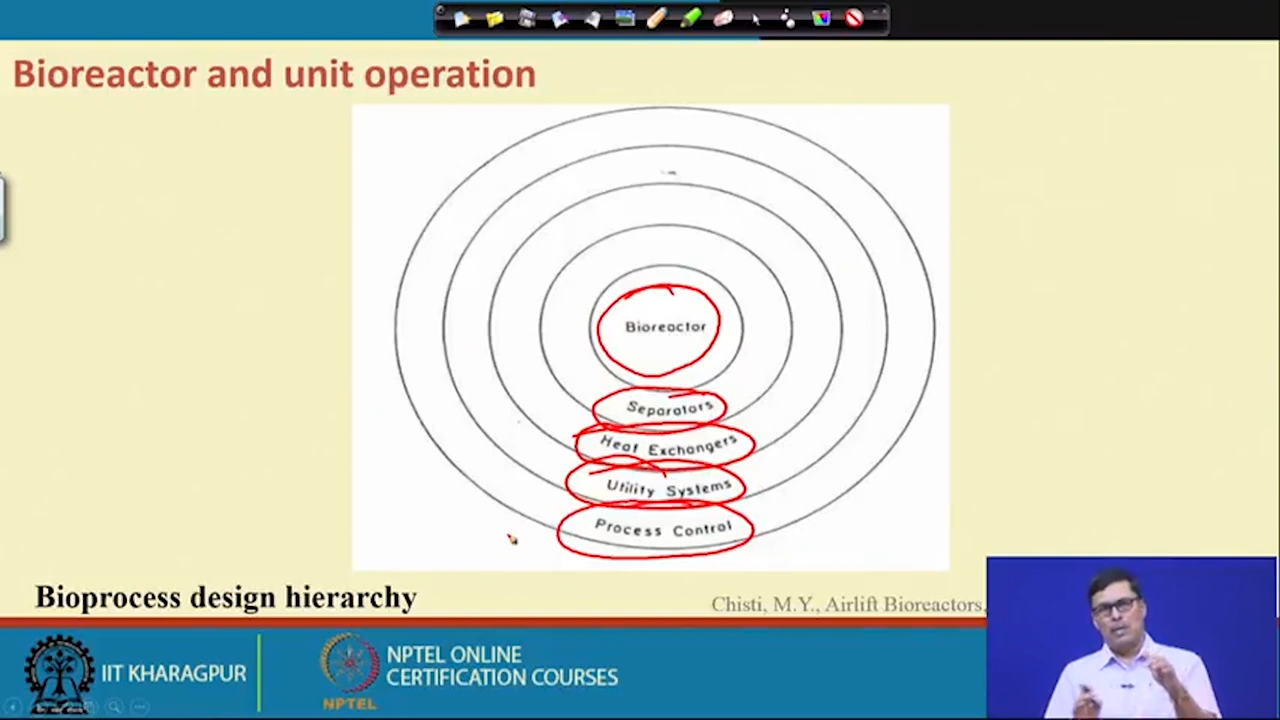 Bioreactor and unit operation
Bioreactor
Separators
Heat Exchangers
Utility Systems
Process Control
Bioprocess design hierarchy
Chisti, M.Y., Airlift Bioreactors,
IIT KHARAGPUR
NPTEL
NPTEL ONLINE
CERTIFICATION COURSES